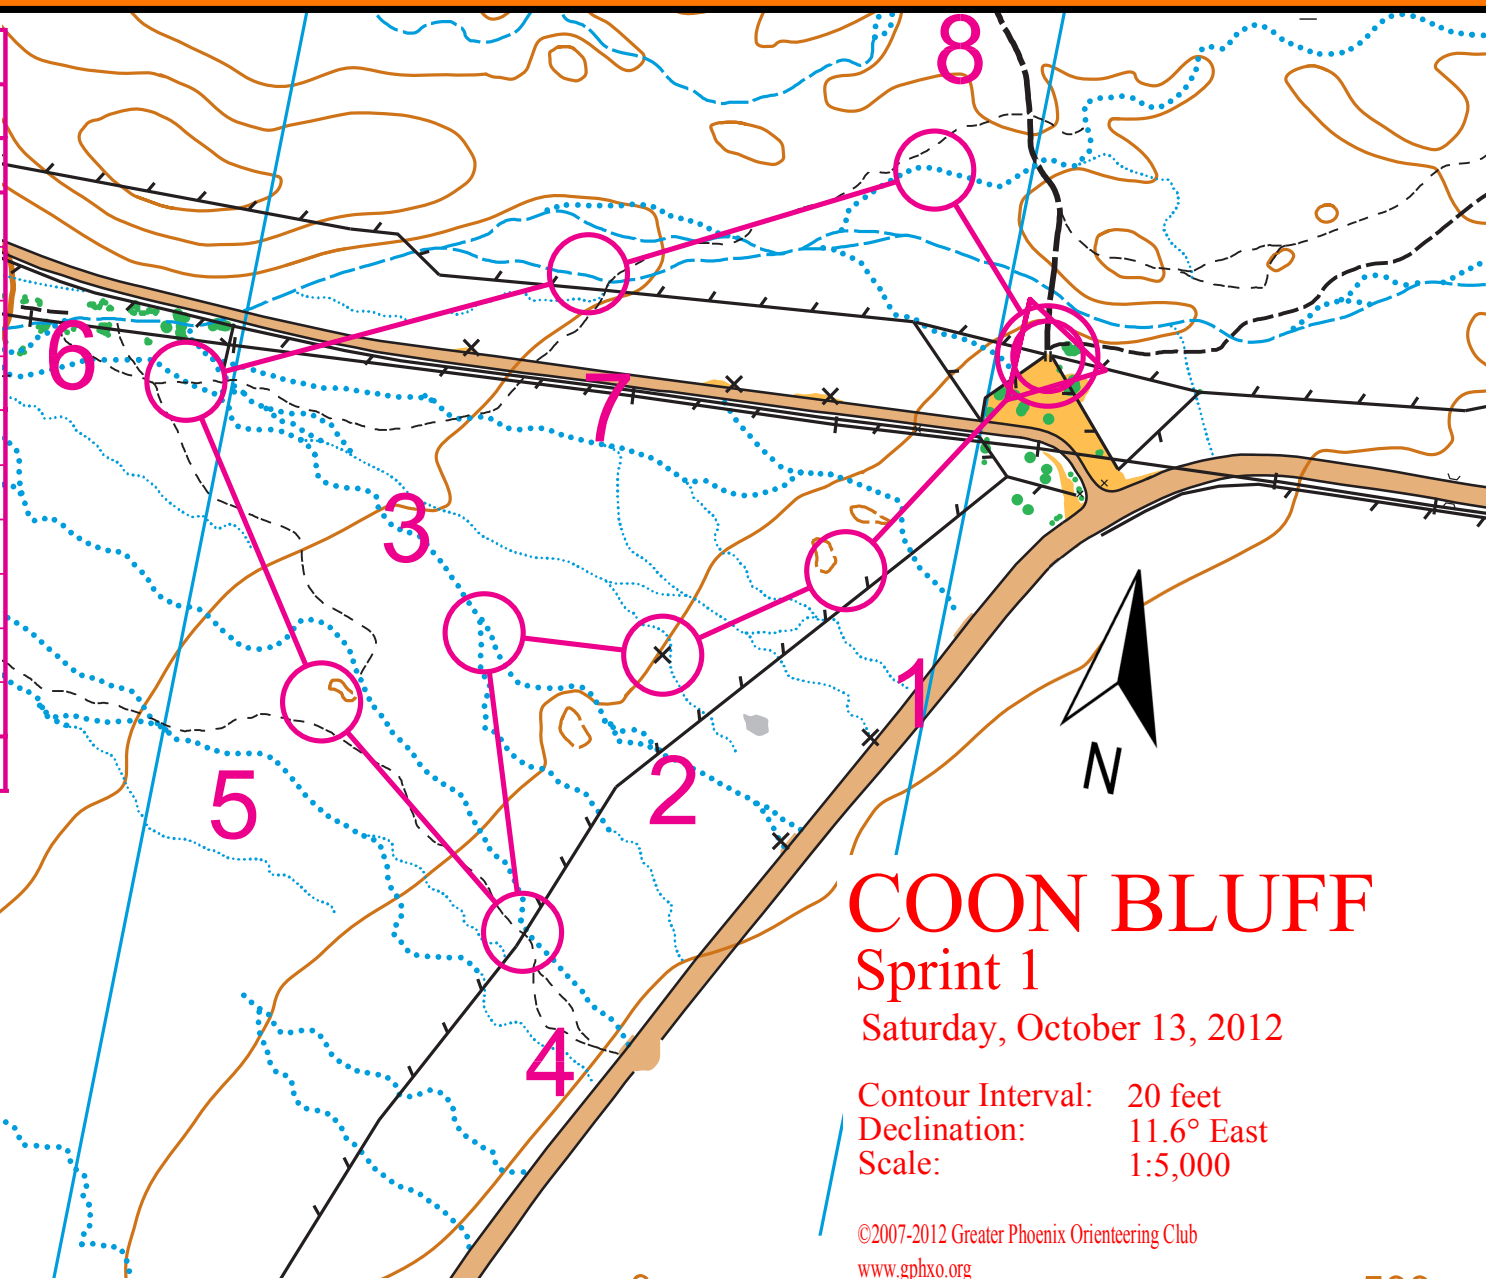 8
6
7
3
1
5
2
4
N
COON BLUFF
Sprint 1
Saturday, October 13, 2012
Contour Interval: 20 feet
Declination: 11.6° East
Scale: 1:5,000
©2007-2012 Greater Phoenix Orienteering Club
www.gphxo.org